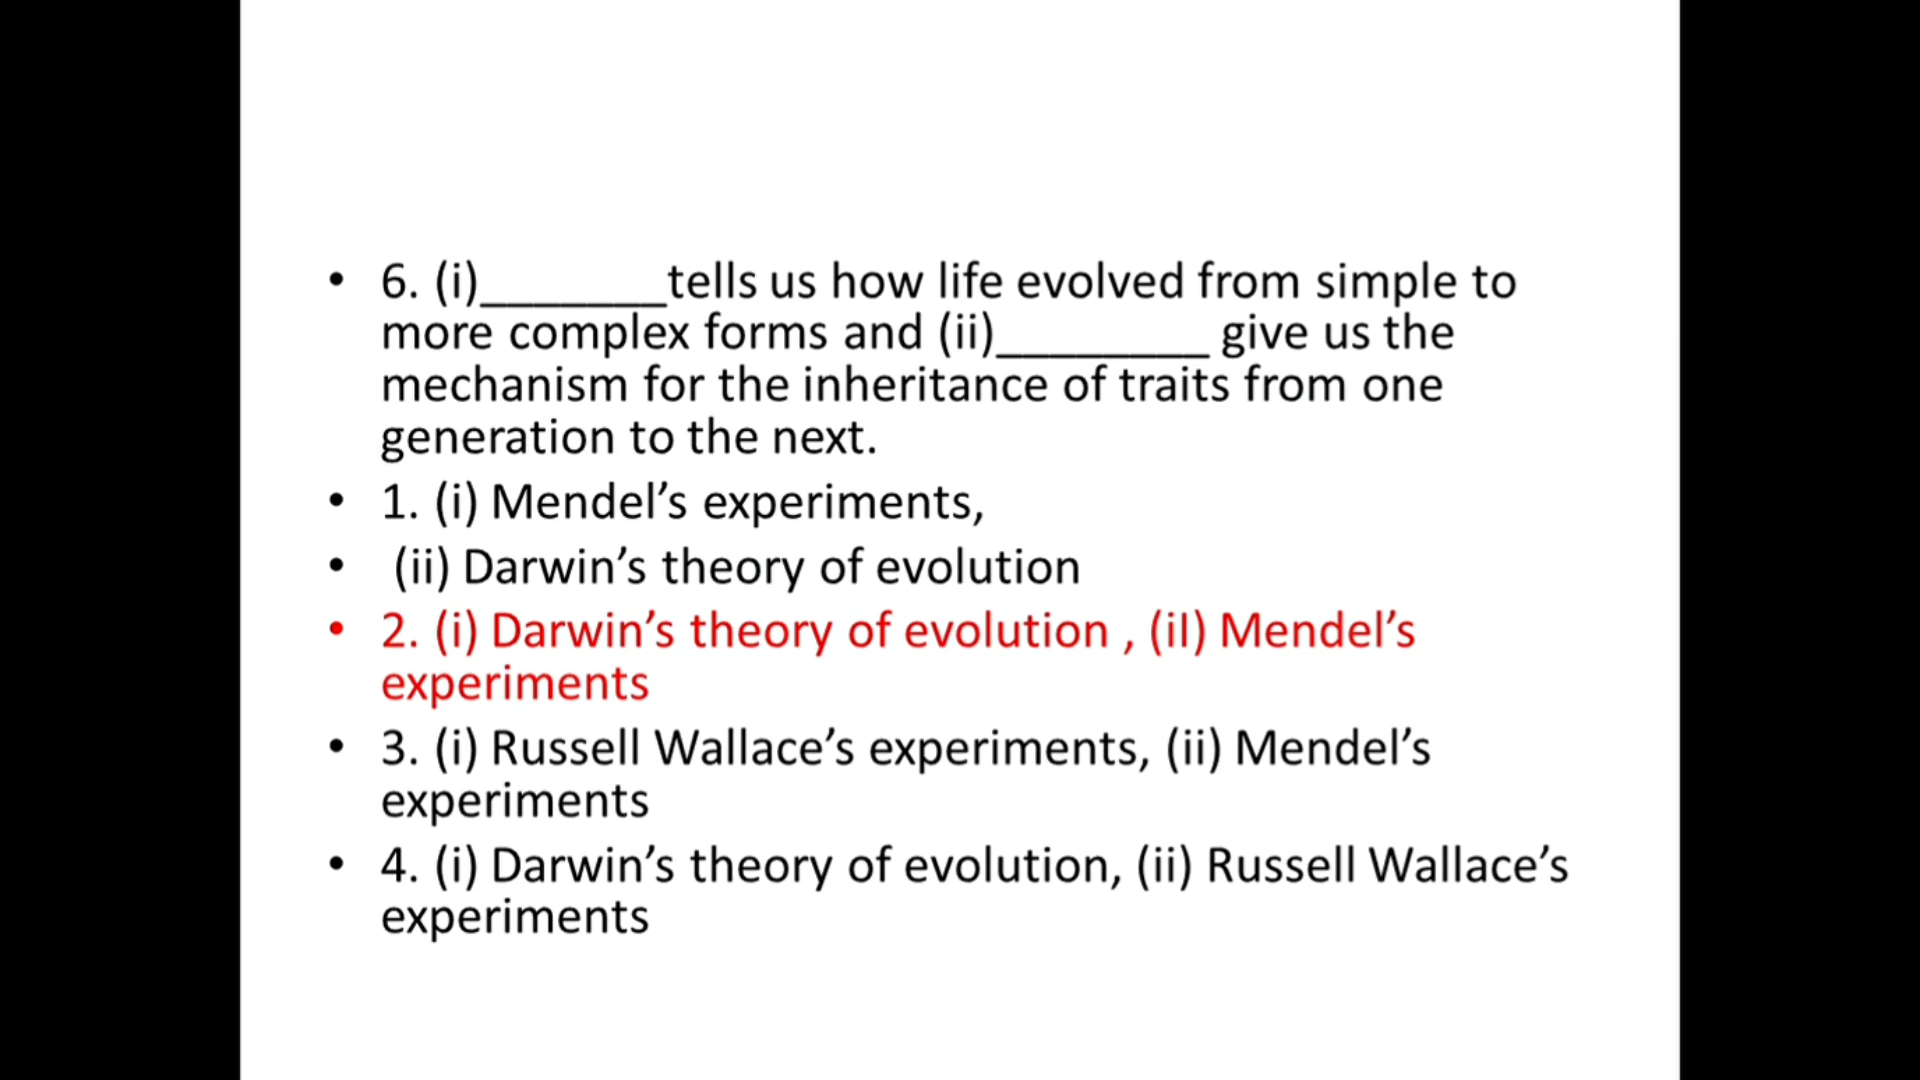 • 6. (i)_______tells us how life evolved from simple to
more complex forms and (ii)________ give us the
mechanism for the inheritance of traits from one
generation to the next.
• 1. (i) Mendel’s experiments,
• (ii) Darwin’s theory of evolution
• 2. (i) Darwin’s theory of evolution , (iI) Mendel’s
experiments
• 3. (i) Russell Wallace’s experiments, (ii) Mendel’s
experiments
• 4. (i) Darwin’s theory of evolution, (ii) Russell Wallace’s
experiments